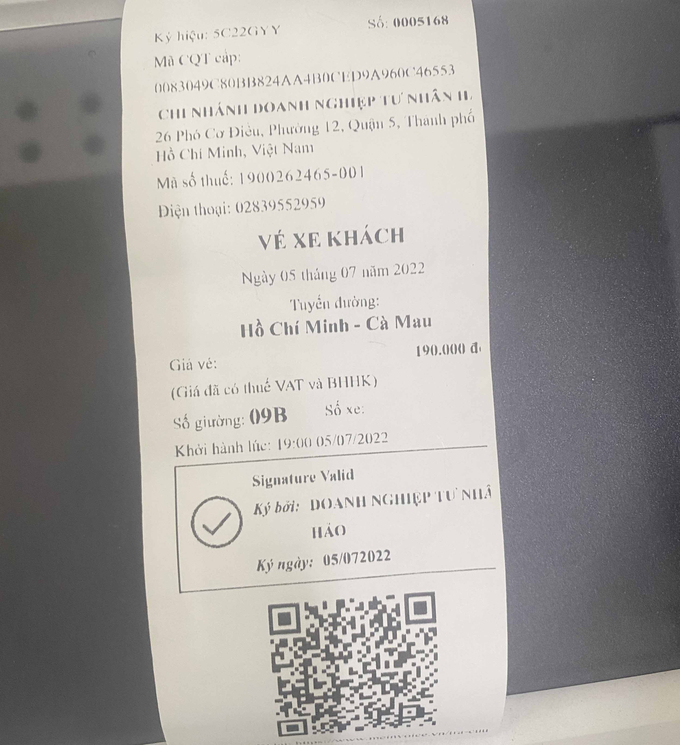 Ký hiệu: 5C22GYY Số: 0005168
Mã CQT cấp:
0083049C80BB824AA4B0CED9A960C46553
CHI NHÁNH DOANH NGHIỆP TƯ NHÂN H
26 Phó Cơ Điều, Phường 12, Quận 5, Thành phố
Hồ Chí Minh, Việt Nam
Mã số thuế: 1900262465-001
Điện thoại: 02839552959
VÉ XE KHÁCH
Ngày 05 tháng 07 năm 2022
Tuyến đường:
Hồ Chí Minh - Cà Mau
Giá vé: 190.000 đ
(Giá đã có thuế VAT và BHHK)
Số giường: 09B Số xe:
Khởi hành lúc: 19:00 05/07/2022
Signature Valid
Ký bởi: DOANH NGHIỆP TƯ NHÂ
HẢO
Ký ngày: 05/072022